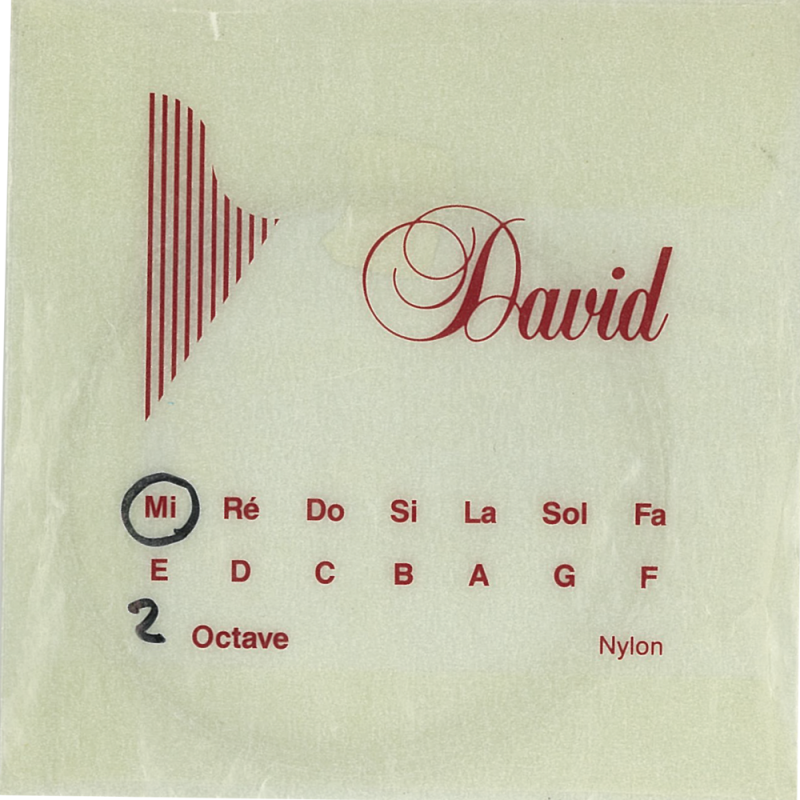 David
Mi Ré Do Si La Sol Fa
E D C B A G F
2 Octave Nylon